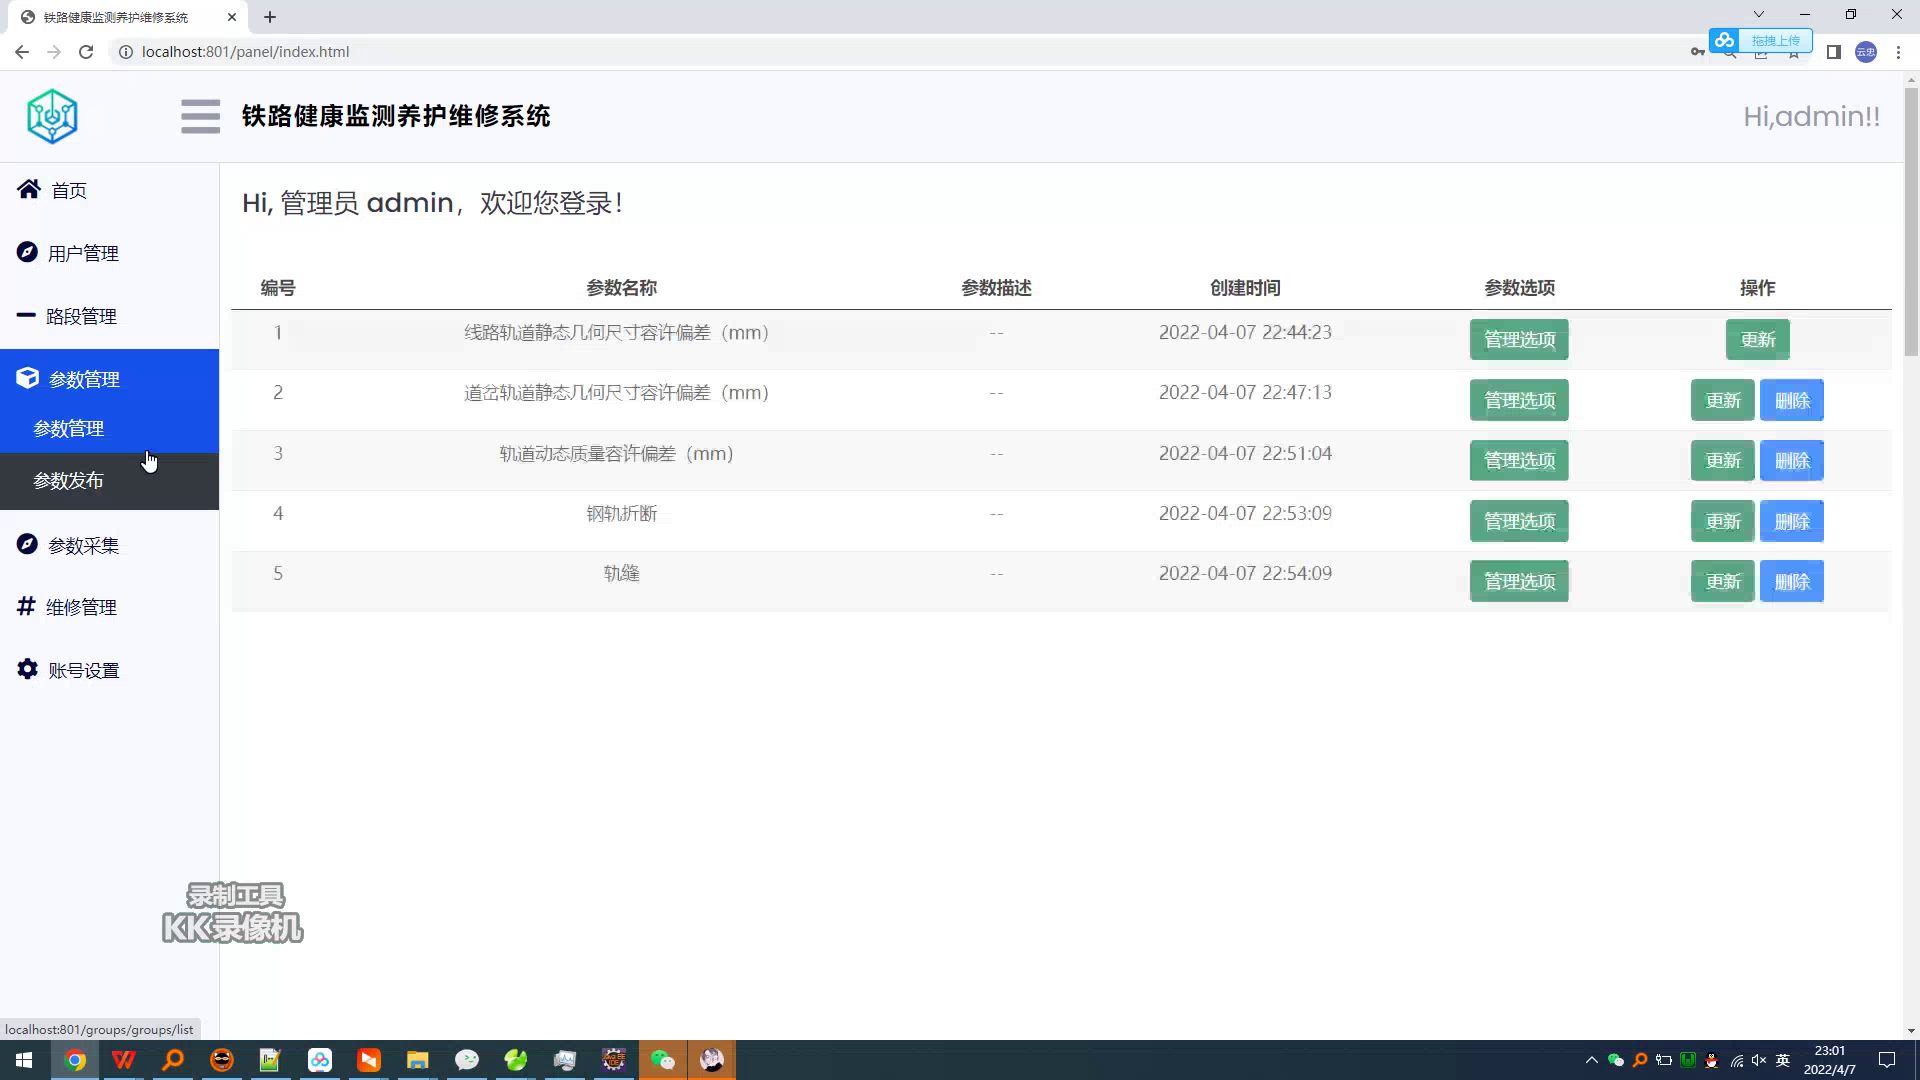 铁路健康监测养护维修系统
localhost:801/panel/index.html
拖拽上传
云忠
铁路健康监测养护维修系统
Hi,admin!!
首页
用户管理
路段管理
参数管理
参数管理
参数发布
参数采集
维修管理
账号设置
Hi, 管理员 admin，欢迎您登录！
编号 参数名称 参数描述 创建时间 参数选项 操作
1 线路轨道静态几何尺寸容许偏差（mm） -- 2022-04-07 22:44:23 管理选项 更新
2 道岔轨道静态几何尺寸容许偏差（mm） -- 2022-04-07 22:47:13 管理选项 更新 删除
3 轨道动态质量容许偏差（mm） -- 2022-04-07 22:51:04 管理选项 更新 删除
4 钢轨折断 -- 2022-04-07 22:53:09 管理选项 更新 删除
5 轨缝 -- 2022-04-07 22:54:09 管理选项 更新 删除
录制工具
KK录像机
localhost:801/groups/groups/list
英
23:01
2022/4/7